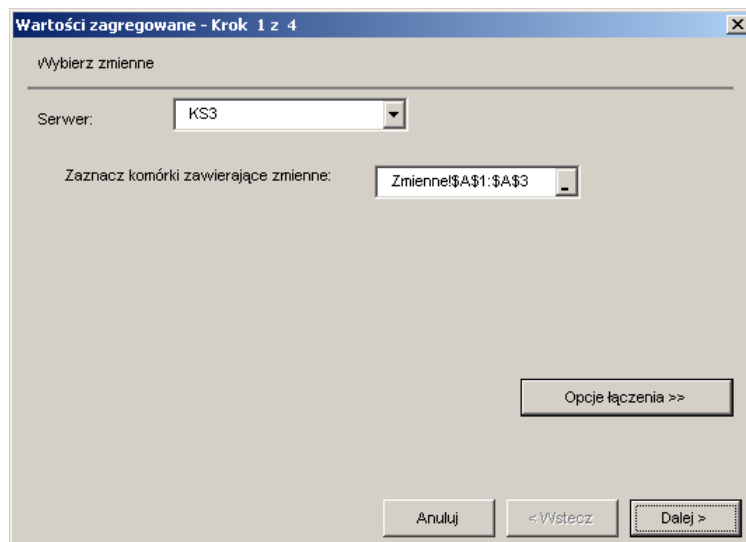 Wartości zagregowane - Krok 1 z 4
Wybierz zmienne
Serwer: KS3
Zaznacz komórki zawierające zmienne: Zmienne!$A$1:$A$3 _
Opcje łączenia >>
Anuluj < Wstecz Dalej >